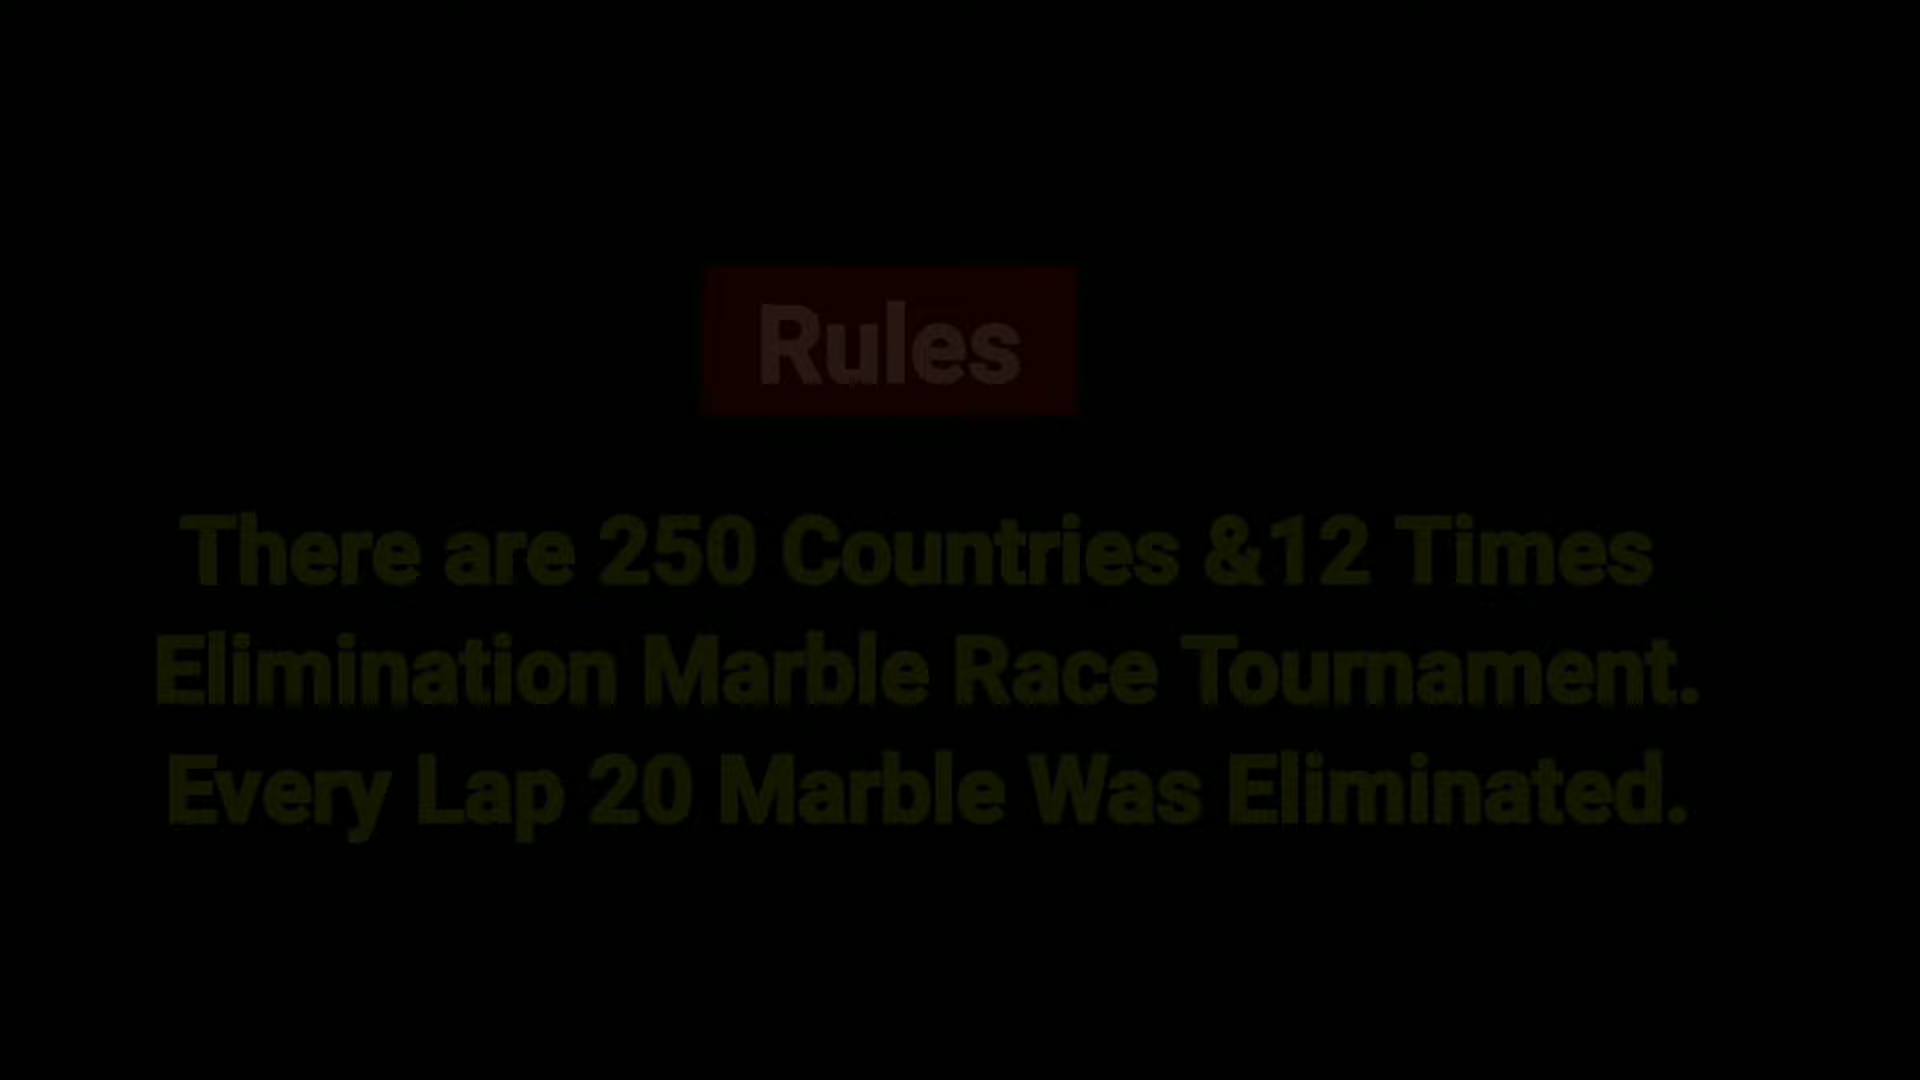 Rules
There are 250 Countries &12 Times
Elimination Marble Race Tournament.
Every Lap 20 Marble Was Eliminated.